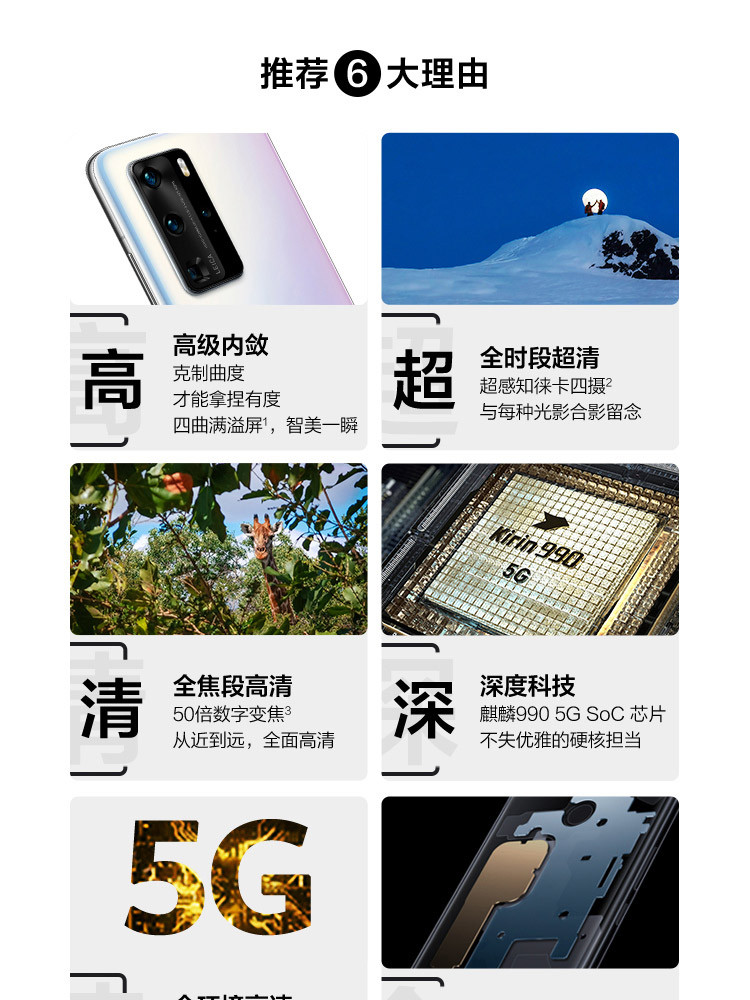 推荐6大理由
LEICA
高
高级内敛
克制曲度
才能拿捏有度
四曲满溢屏¹，智美一瞬
超
全时段超清
超感知徕卡四摄²
与每种光影合影留念
Kirin 990
5G
清
全焦段高清
50倍数字变焦³
从近到远，全面高清
深
深度科技
麒麟990 5G SoC 芯片
不失优雅的硬核担当
5G